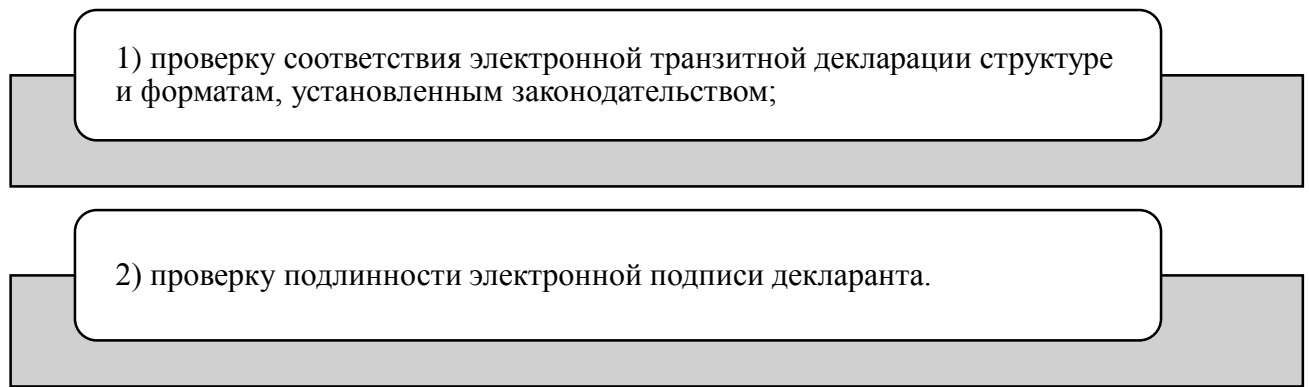 1) проверку соответствия электронной транзитной декларации структуре
и форматам, установленным законодательством;
2) проверку подлинности электронной подписи декларанта.